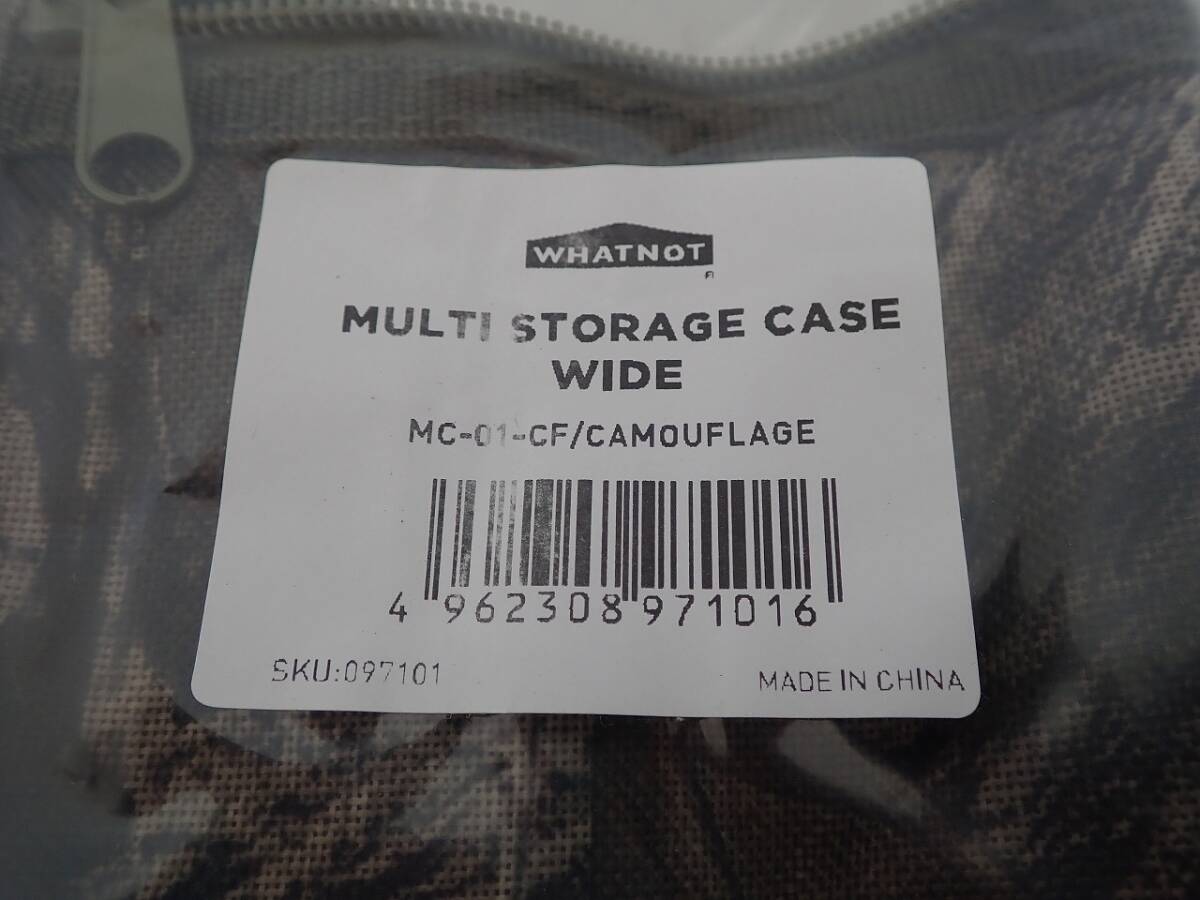 WHATNOT
MULTI STORAGE CASE
WIDE
MC-01-CF/CAMOUFLAGE
4 962308 971016
SKU:097101
MADE IN CHINA